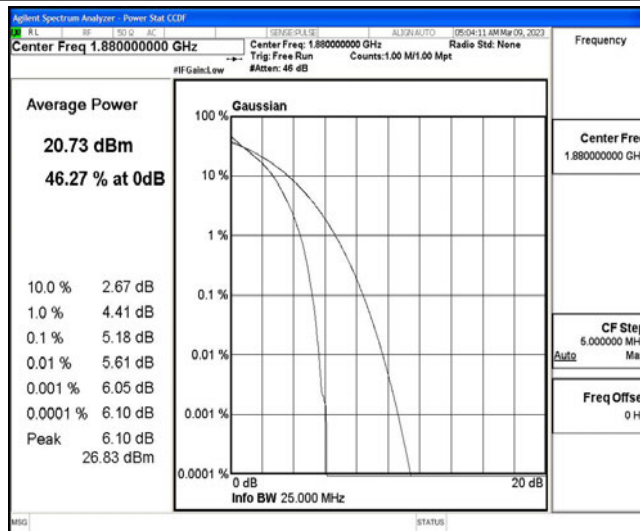 Agilent Spectrum Analyzer - Power Stat CCDF
RL RF 50 Ω AC SENSE:PULSE ALIGN AUTO 05:04:11 AM Mar 09, 2023
Center Freq 1.880000000 GHz
Center Freq: 1.880000000 GHz Radio Std: None
Trig: Free Run Counts:1.00 M/1.00 Mpt
#IFGain:Low #Atten: 46 dB
Frequency
Average Power
20.73 dBm
46.27 % at 0dB
10.0 % 2.67 dB
1.0 % 4.41 dB
0.1 % 5.18 dB
0.01 % 5.61 dB
0.001 % 6.05 dB
0.0001 % 6.10 dB
Peak 6.10 dB
26.83 dBm
Gaussian
100 %
10 %
1 %
0.1 %
0.01 %
0.001 %
0.0001 %
0 dB 20 dB
Info BW 25.000 MHz
Center Fre
1.880000000 GH
CF Step
5.000000 MH
Auto Ma
Freq Offse
0 H
MSG STATUS